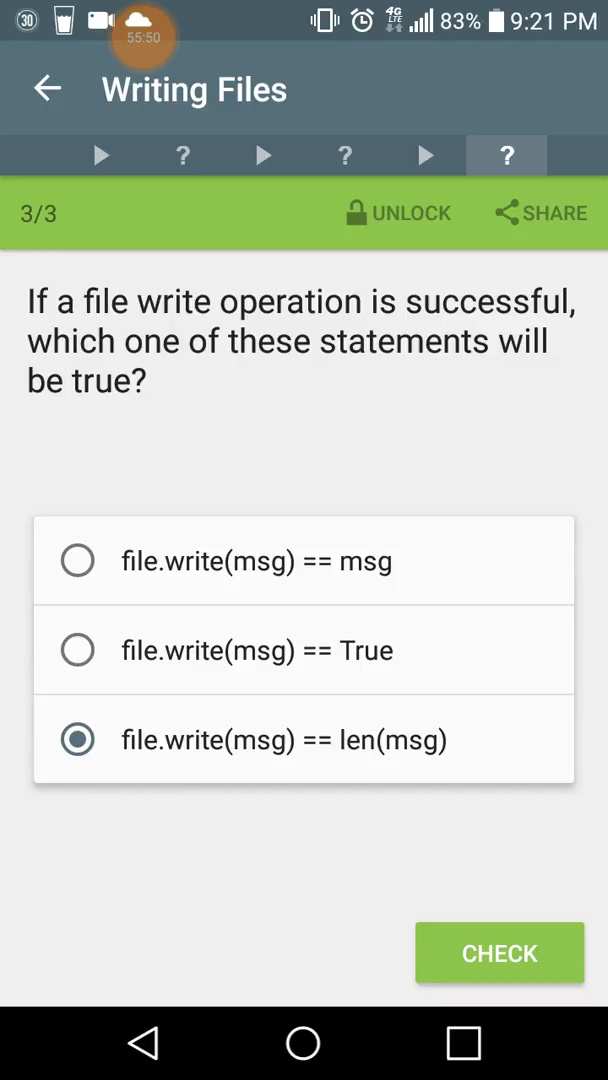 30
55:50
4G
LTE
83%
9:21 PM
Writing Files
?
?
?
3/3
UNLOCK
SHARE
If a file write operation is successful,
which one of these statements will
be true?
file.write(msg) == msg
file.write(msg) == True
file.write(msg) == len(msg)
CHECK